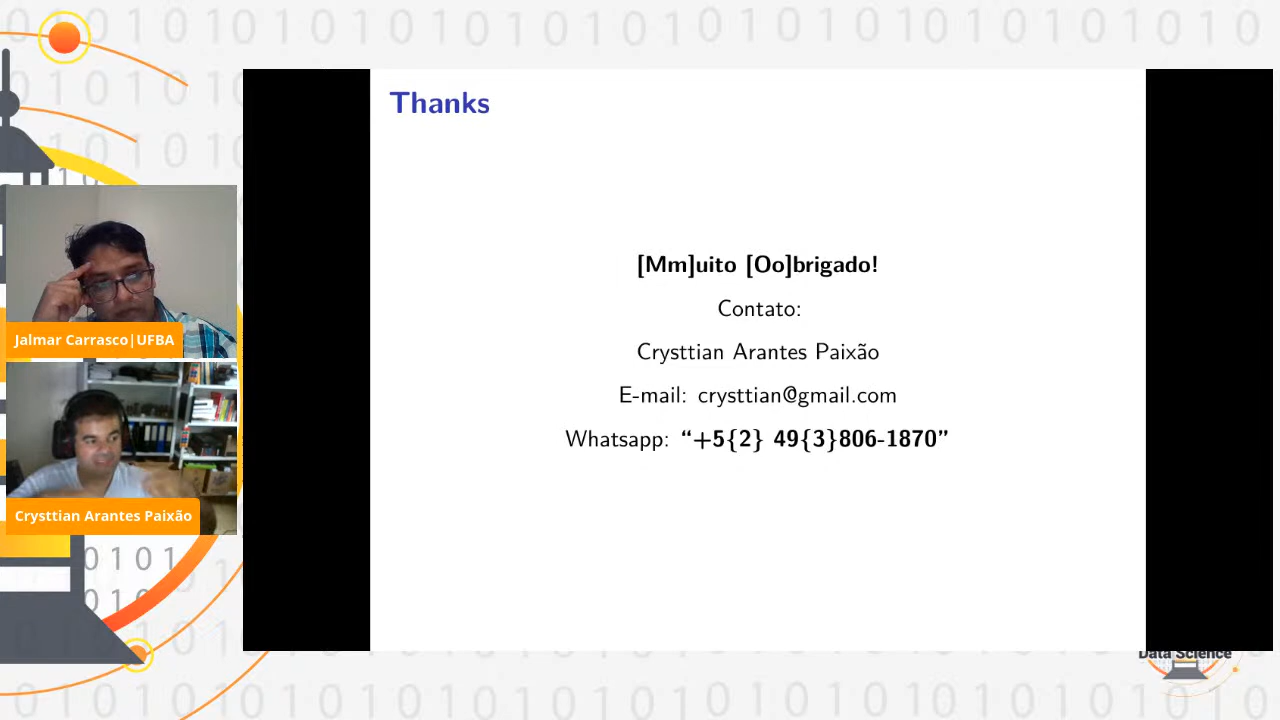 Thanks
[Mm]uito [Oo]brigado!
Contato:
Crysttian Arantes Paixão
E-mail: crysttian@gmail.com
Whatsapp: “+5{2} 49{3}806-1870”
Jalmar Carrasco|UFBA
Crysttian Arantes Paixão
Data Science